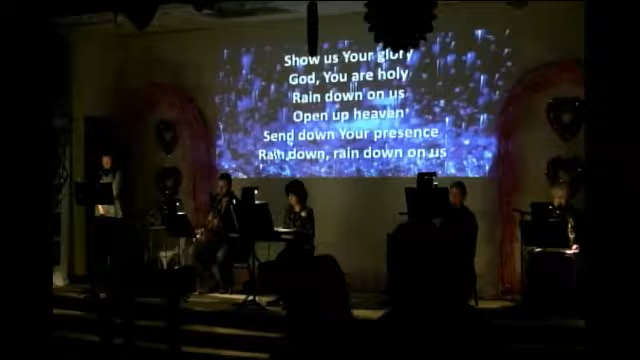 Show us Your glory
God, You are holy
Rain down on us
Open up heaven
Send down Your presence
Rain down, rain down on us